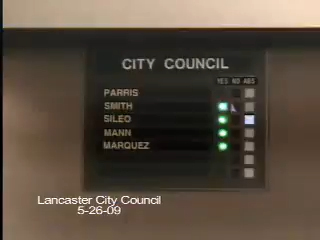 CITY COUNCIL
YES NO ABS
PARRIS
SMITH
SILEO
MANN
MARQUEZ
Lancaster City Council
5-26-09